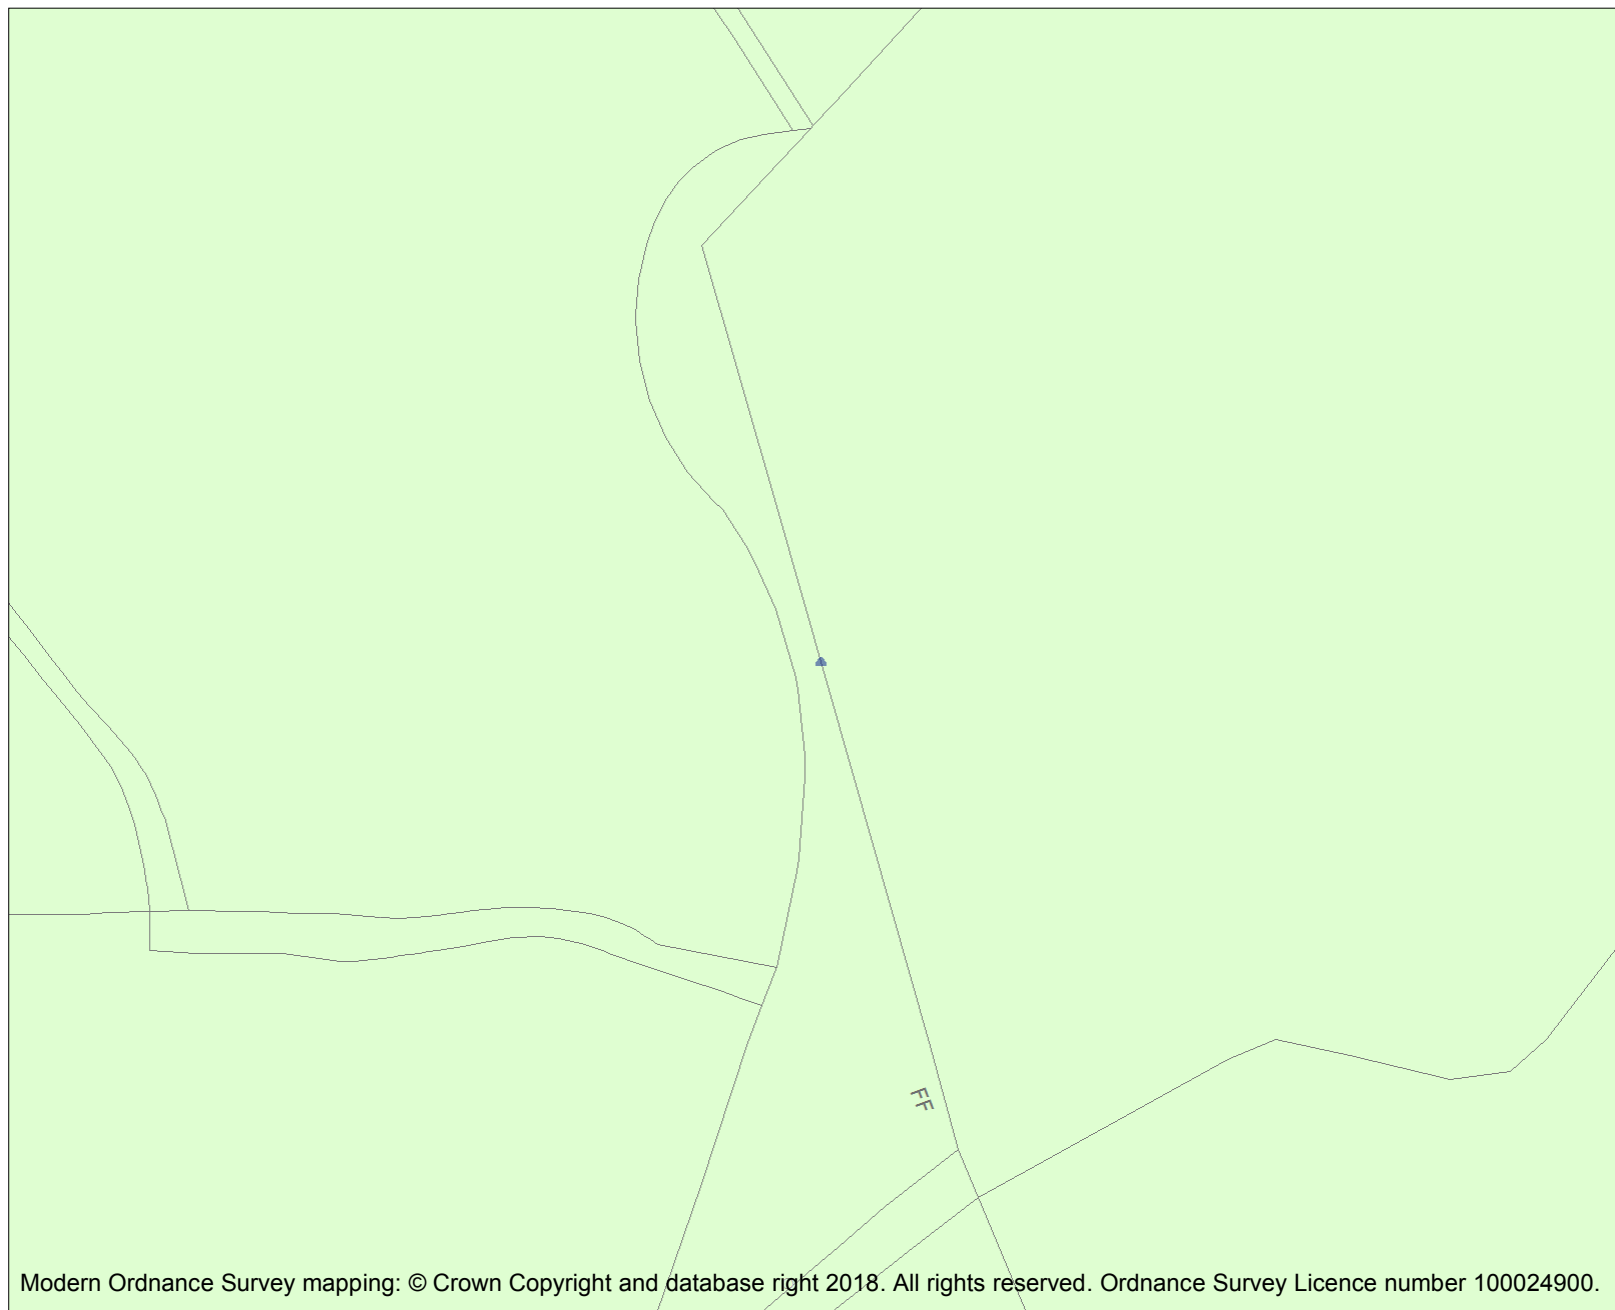 FF
Modern Ordnance Survey mapping: © Crown Copyright and database right 2018. All rights reserved. Ordnance Survey Licence number 100024900.